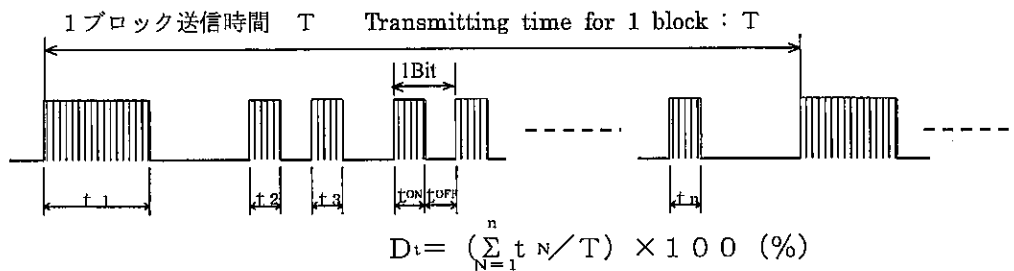 1ブロック送信時間 T Transmitting time for 1 block : T
1Bit
t1 t2 t3 tON tOFF tn
Dt= (Σ_{N=1}^{n} tN/T) ×100 (%)